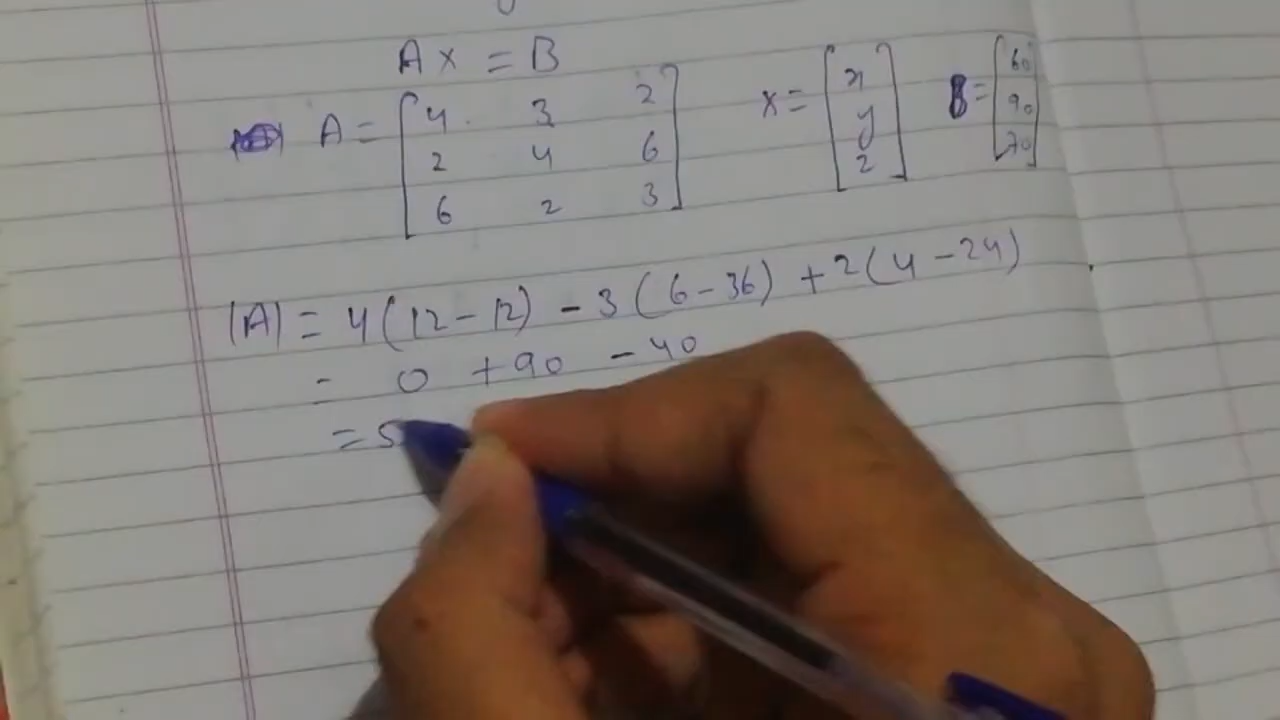 Ax = B
A = [4 3 2 x = [x B = [60
2 4 6 y 90
6 2 3] z] 70]
|A| = 4(12-12) - 3(6-36) + 2(4-24)
= 0 + 90 - 40
= 5